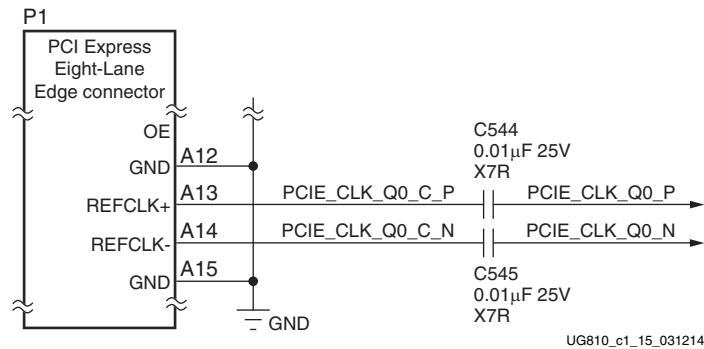 P1
PCI Express
Eight-Lane
Edge connector
OE
GND
A12
REFCLK+
A13
PCIE_CLK_Q0_C_P
C544
0.01μF 25V
X7R
PCIE_CLK_Q0_P
REFCLK-
A14
PCIE_CLK_Q0_C_N
PCIE_CLK_Q0_N
GND
A15
C545
0.01μF 25V
X7R
GND
UG810_c1_15_031214